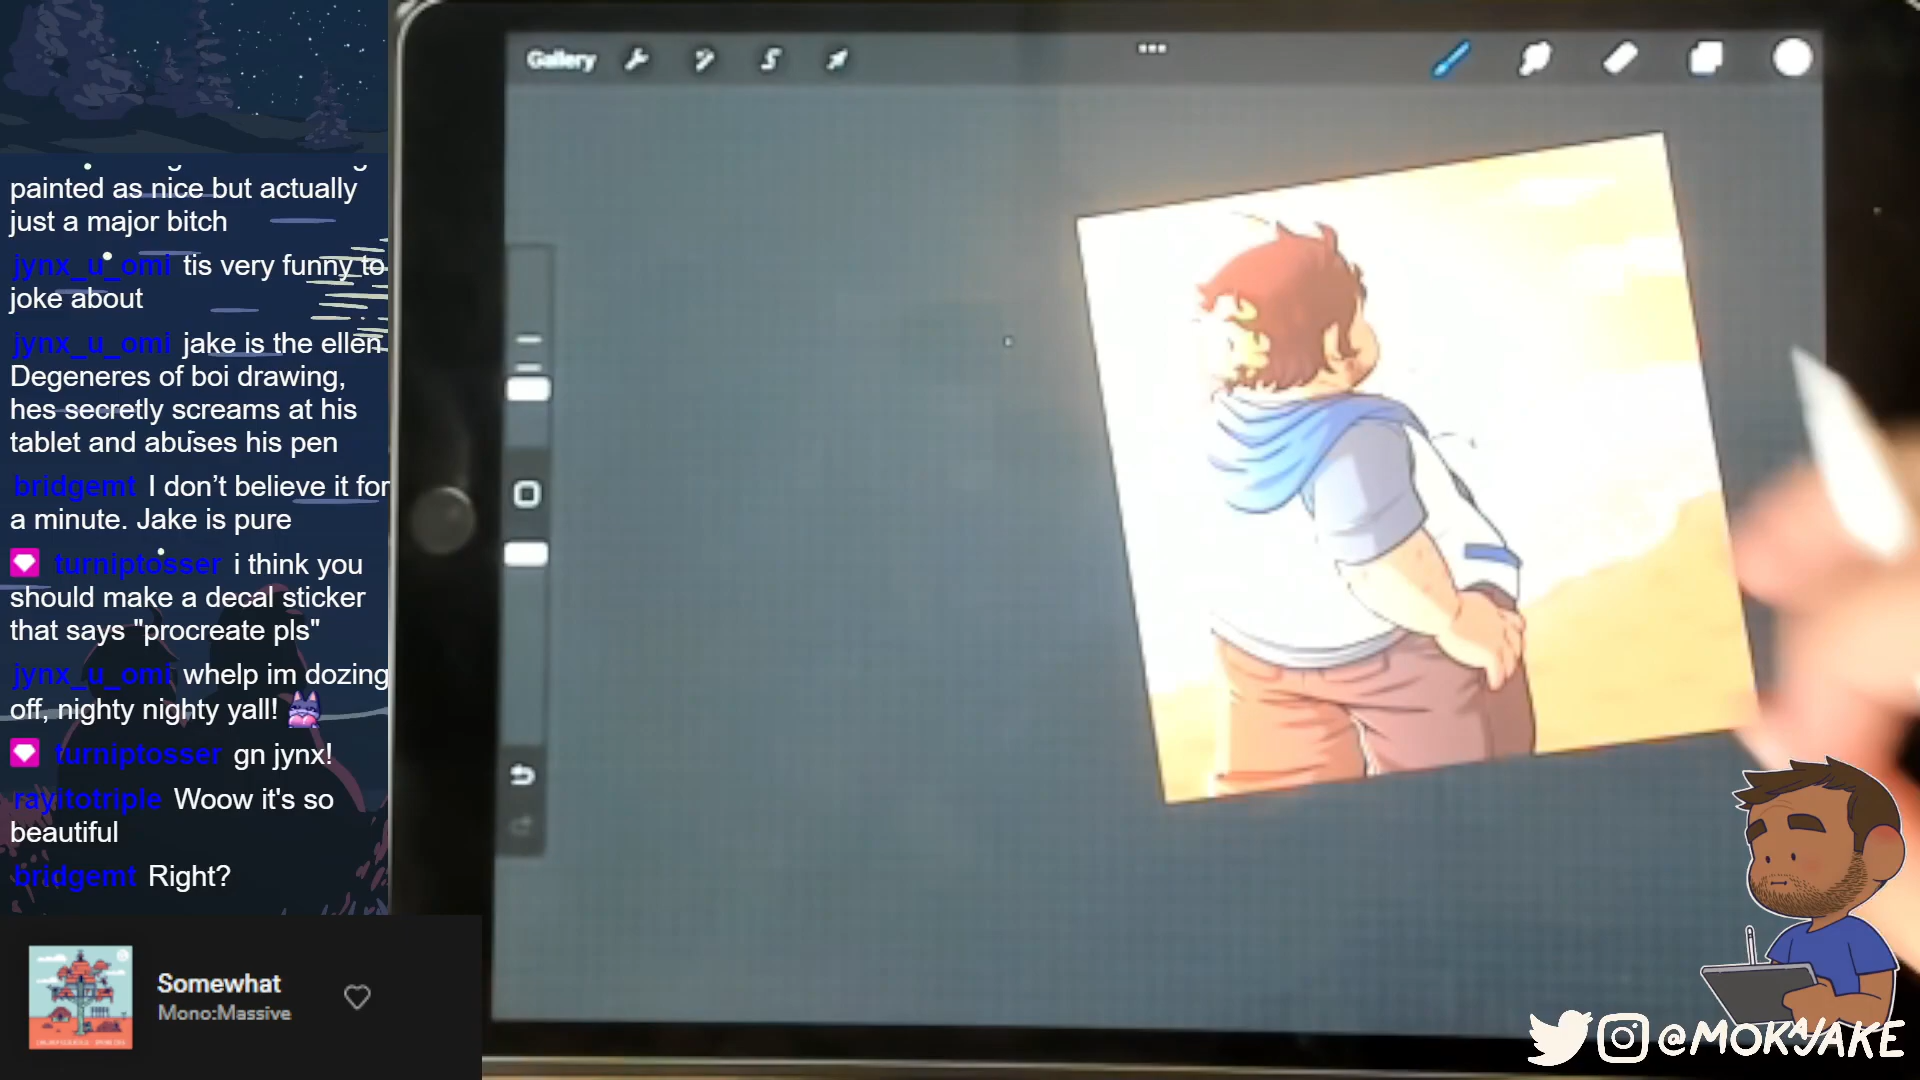 Gallery
painted as nice but actually
just a major bitch
jynx_u_omi tis very funny to
joke about
jynx_u_omi jake is the ellen
Degeneres of boi drawing,
hes secretly screams at his
tablet and abuses his pen
bridgemt I don't believe it for
a minute. Jake is pure
turniptosser i think you
should make a decal sticker
that says "procreate pls"
jynx_u_omi whelp im dozing
off, nighty nighty yall!
turniptosser gn jynx!
rayitotriple Woow it's so
beautiful
bridgemt Right?
Somewhat
Mono:Massive
@MOKAJAKE